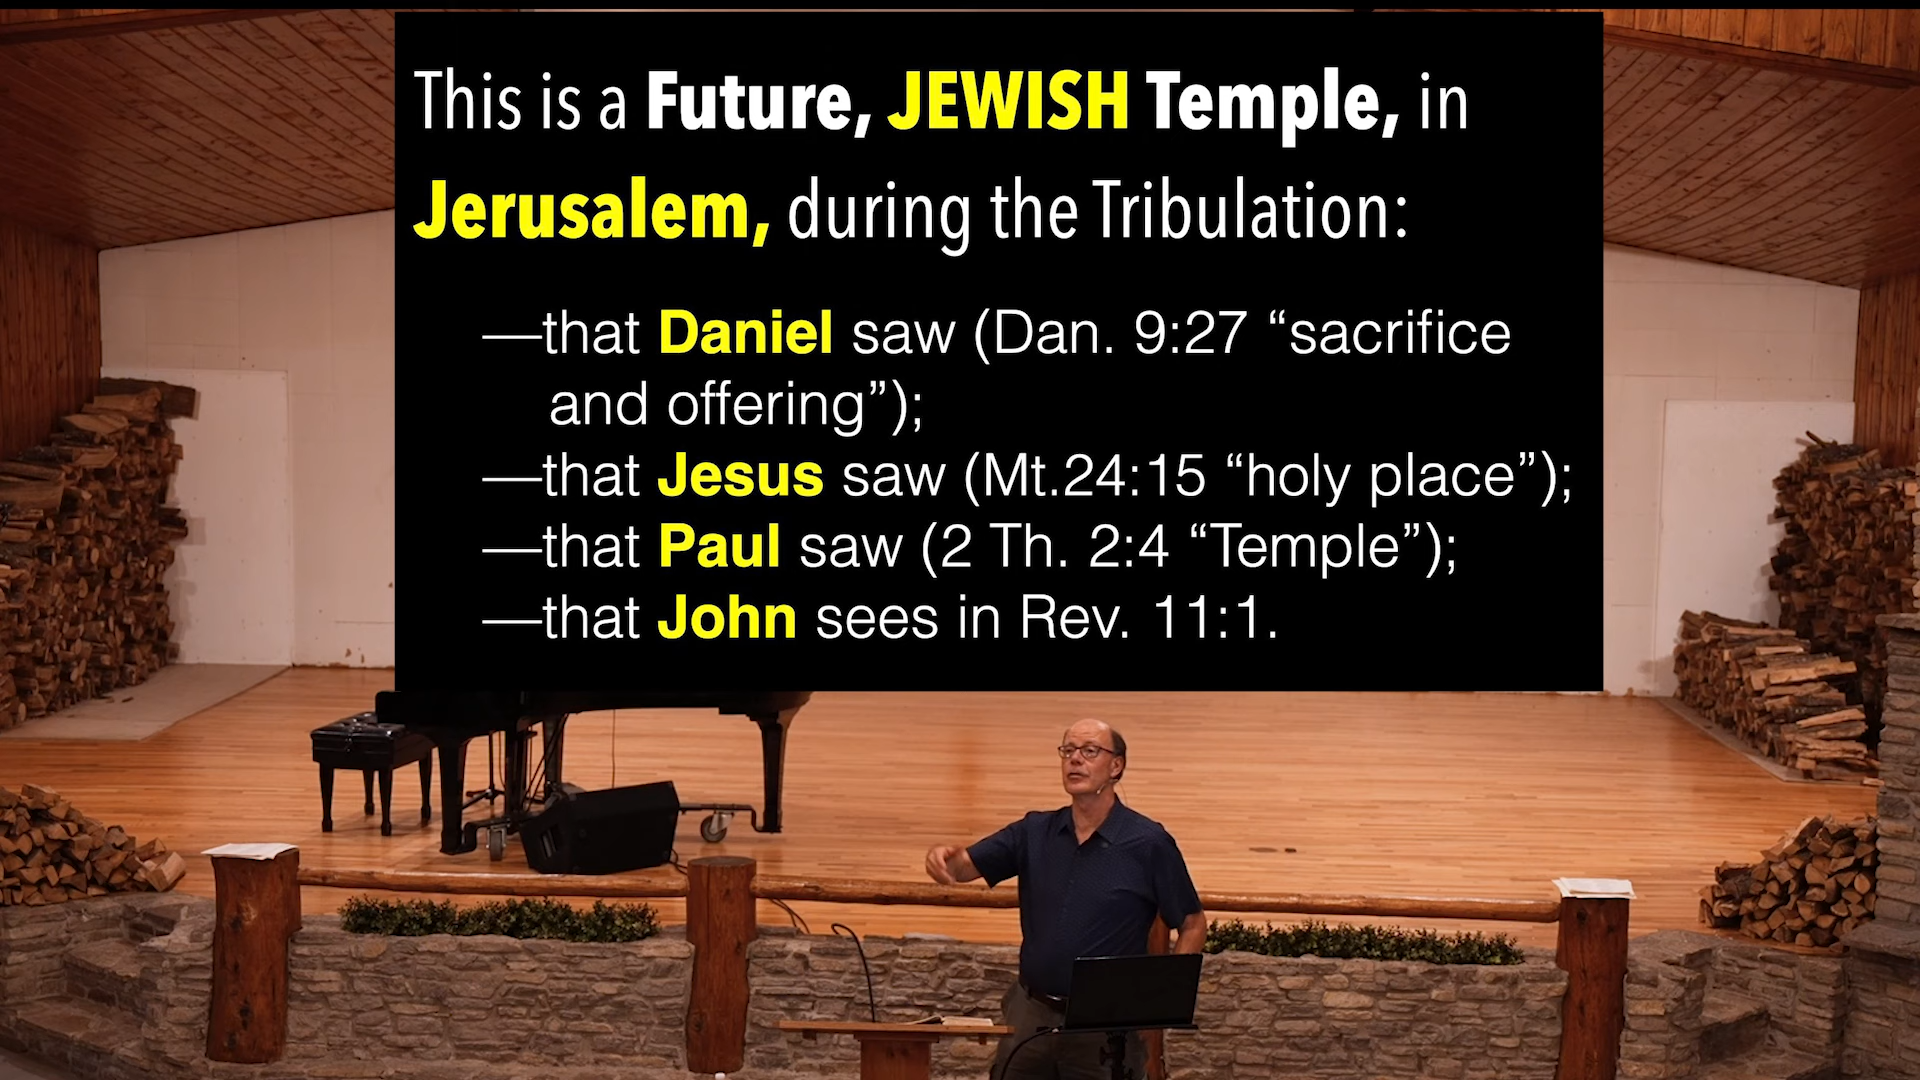 This is a Future, JEWISH Temple, in
Jerusalem, during the Tribulation:
—that Daniel saw (Dan. 9:27 “sacrifice
and offering”);
—that Jesus saw (Mt.24:15 “holy place”);
—that Paul saw (2 Th. 2:4 “Temple”);
—that John sees in Rev. 11:1.